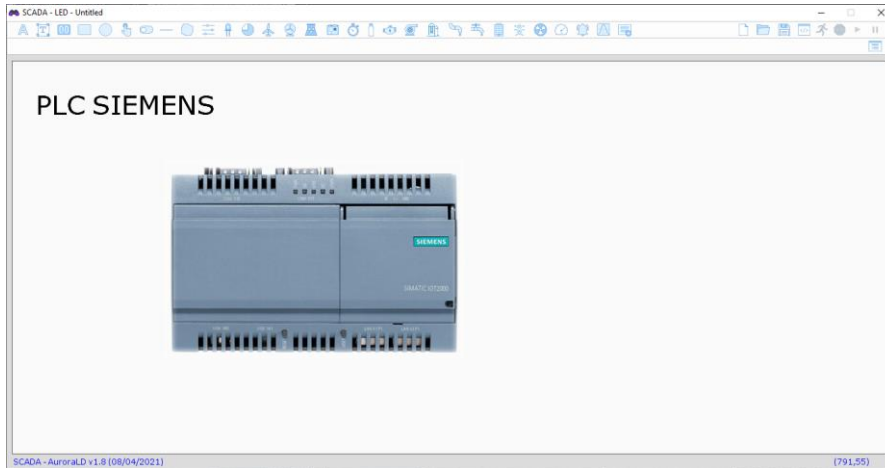 SCADA - LED - Untitled
PLC SIEMENS
SIEMENS
SIMATIC IOT2000
SCADA - AuroraLD v1.8 (08/04/2021)
(791,55)